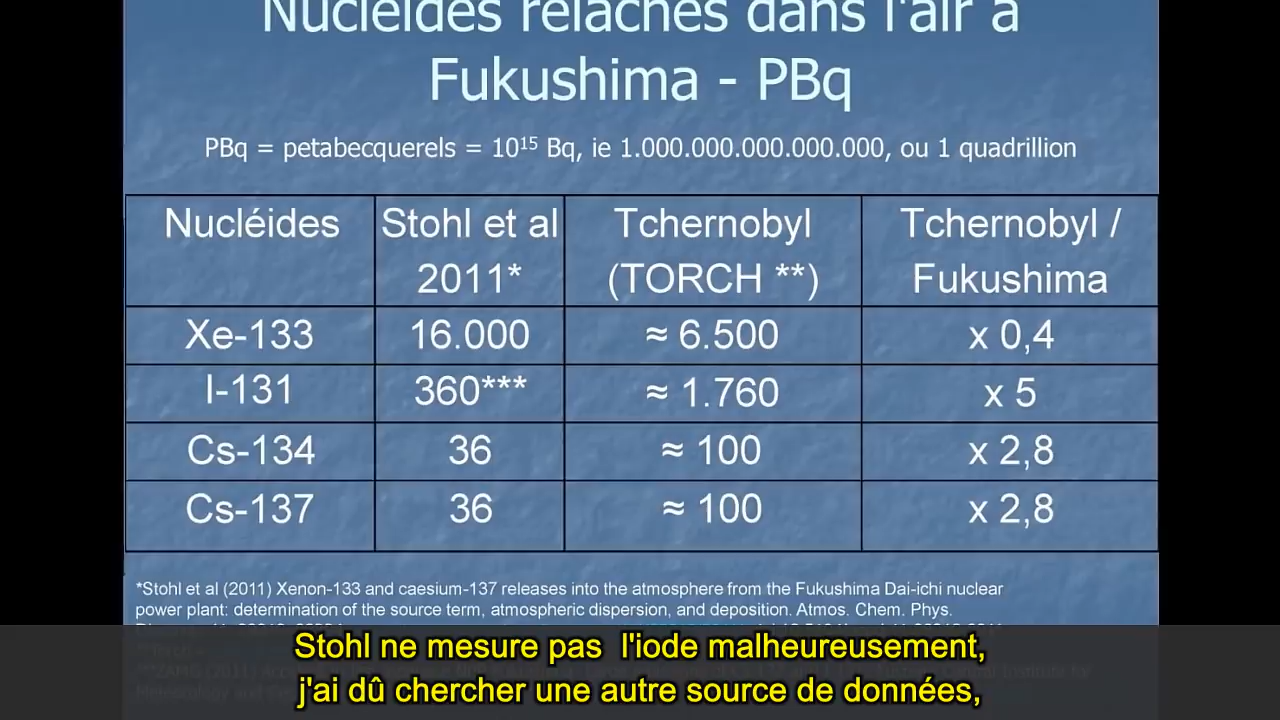 Nucléides relâchés dans l'air à
Fukushima - PBq
PBq = petabecquerels = 10¹⁵ Bq, ie 1.000.000.000.000.000, ou 1 quadrillion
Nucléides Stohl et al 2011* Tchernobyl (TORCH **) Tchernobyl / Fukushima
Xe-133 16.000 ≈ 6.500 x 0,4
I-131 360*** ≈ 1.760 x 5
Cs-134 36 ≈ 100 x 2,8
Cs-137 36 ≈ 100 x 2,8
*Stohl et al (2011) Xenon-133 and caesium-137 releases into the atmosphere from the Fukushima Dai-ichi nuclear
power plant: determination of the source term, atmospheric dispersion, and deposition. Atmos. Chem. Phys.
Stohl ne mesure pas l'iode malheureusement,
j'ai dû chercher une autre source de données,